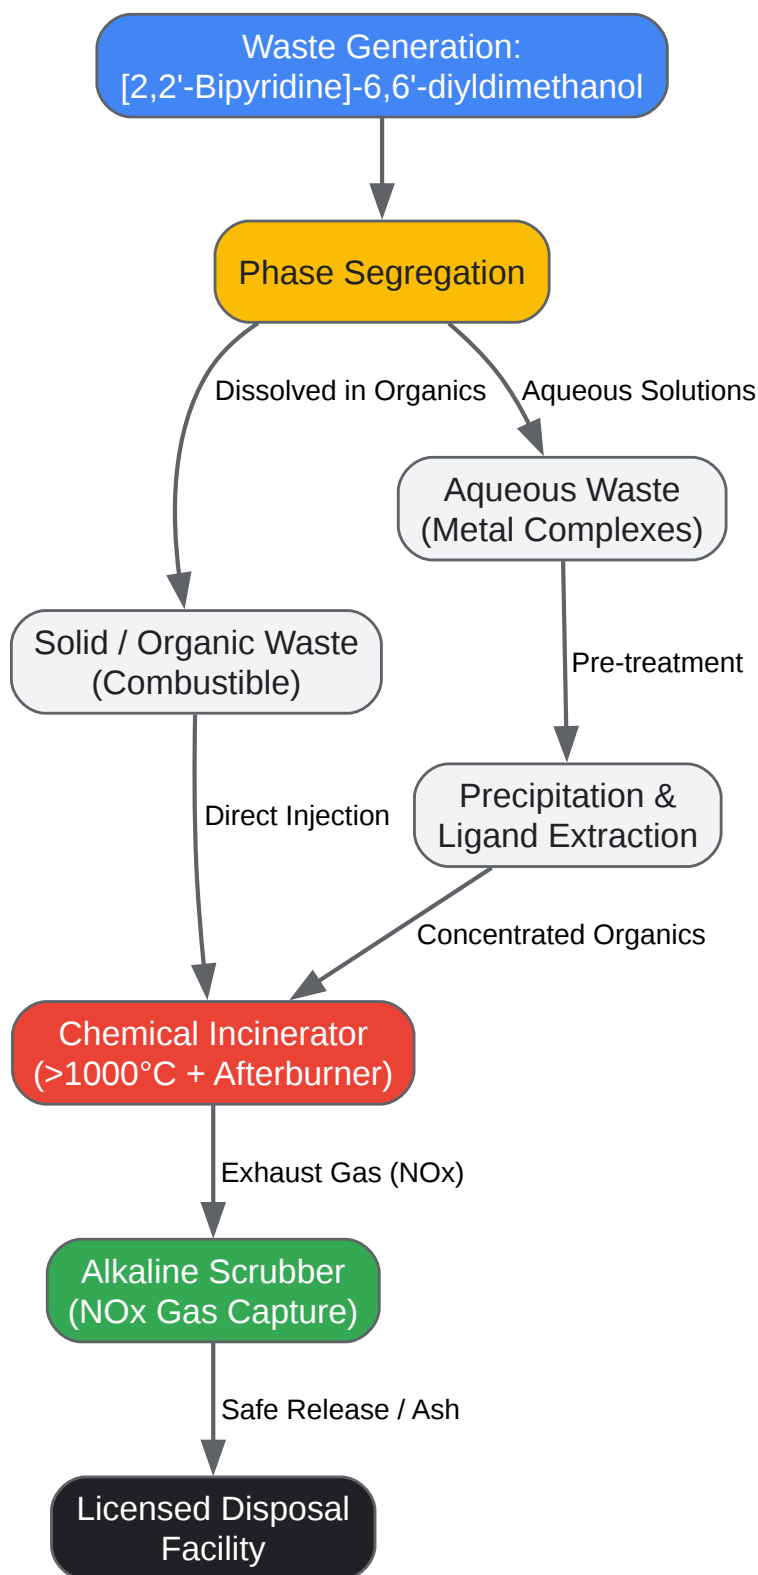 Waste Generation:
[2,2'-Bipyridine]-6,6'-diyldimethanol
Phase Segregation
Dissolved in Organics
Aqueous Solutions
Aqueous Waste
(Metal Complexes)
Solid / Organic Waste
(Combustible)
Pre-treatment
Direct Injection
Precipitation &
Ligand Extraction
Concentrated Organics
Chemical Incinerator
(>1000°C + Afterburner)
Exhaust Gas (NOx)
Alkaline Scrubber
(NOx Gas Capture)
Safe Release / Ash
Licensed Disposal
Facility